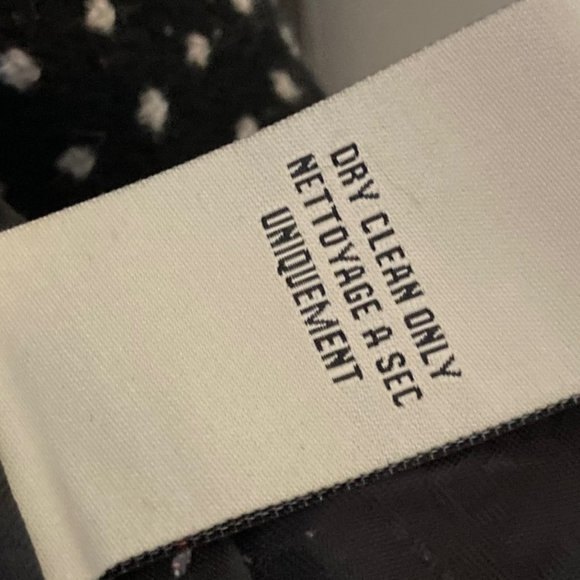 DRY CLEAN ONLY
NETTOYAGE A SEC
UNIQUEMENT